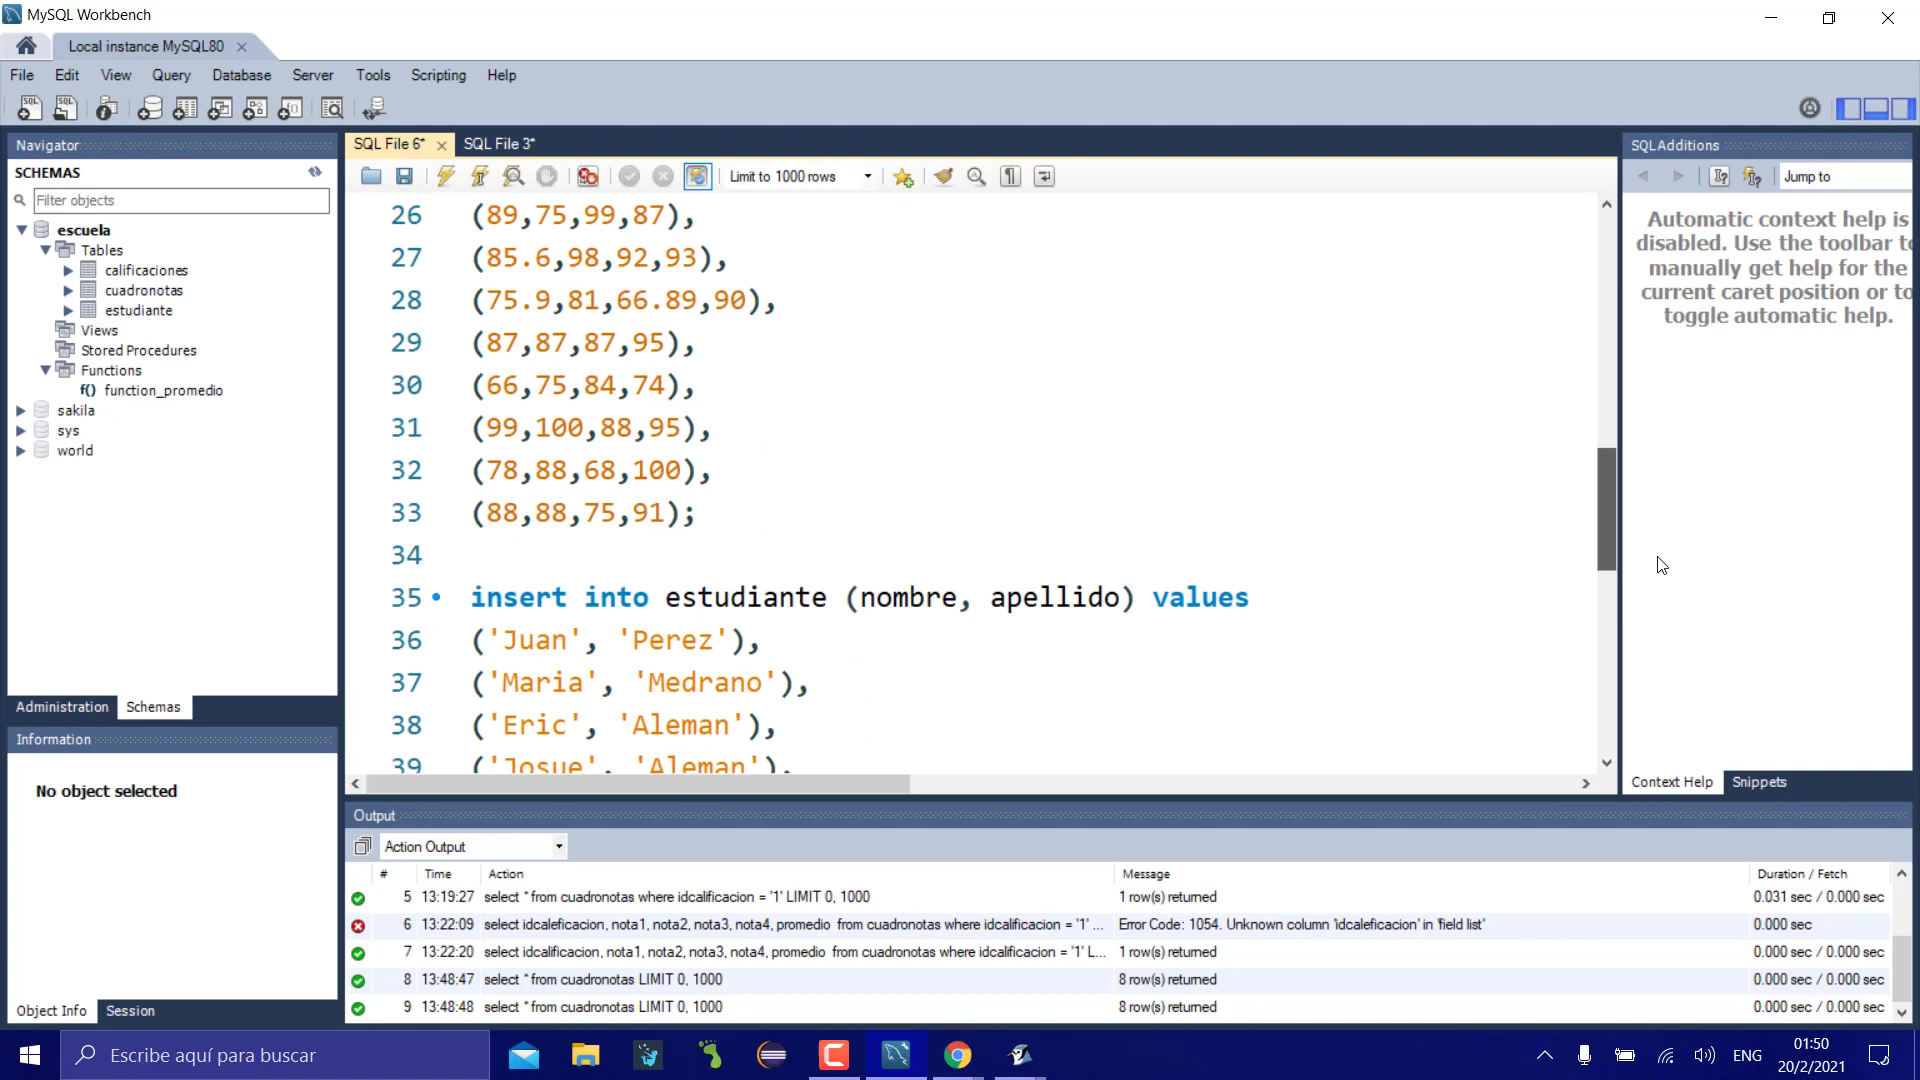 MySQL Workbench
Local instance MySQL80
File Edit View Query Database Server Tools Scripting Help
Navigator
SCHEMAS
Filter objects
escuela
Tables
calificaciones
cuadronotas
estudiante
Views
Stored Procedures
Functions
f() function_promedio
sakila
sys
world
Administration Schemas
Information
No object selected
Object Info Session
SQL File 6* SQL File 3*
Limit to 1000 rows
26 (89,75,99,87),
27 (85.6,98,92,93),
28 (75.9,81,66.89,90),
29 (87,87,87,95),
30 (66,75,84,74),
31 (99,100,88,95),
32 (78,88,68,100),
33 (88,88,75,91);
34
35 insert into estudiante (nombre, apellido) values
36 ('Juan', 'Perez'),
37 ('Maria', 'Medrano'),
38 ('Eric', 'Aleman'),
39 ('Josue', 'Aleman'),
SQLAdditions
Jump to
Automatic context help is
disabled. Use the toolbar to
manually get help for the
current caret position or to
toggle automatic help.
Context Help Snippets
Output
Action Output
# Time Action Message Duration / Fetch
5 13:19:27 select * from cuadronotas where idcalificacion = '1' LIMIT 0, 1000 1 row(s) returned 0.031 sec / 0.000 sec
6 13:22:09 select idcaleficacion, nota1, nota2, nota3, nota4, promedio from cuadronotas where idcalificacion = '1' ... Error Code: 1054. Unknown column 'idcaleficacion' in 'field list' 0.000 sec
7 13:22:20 select idcalificacion, nota1, nota2, nota3, nota4, promedio from cuadronotas where idcalificacion = '1' L... 1 row(s) returned 0.000 sec / 0.000 sec
8 13:48:47 select * from cuadronotas LIMIT 0, 1000 8 row(s) returned 0.000 sec / 0.000 sec
9 13:48:48 select * from cuadronotas LIMIT 0, 1000 8 row(s) returned 0.000 sec / 0.000 sec
Escribe aquí para buscar
ENG
01:50
20/2/2021